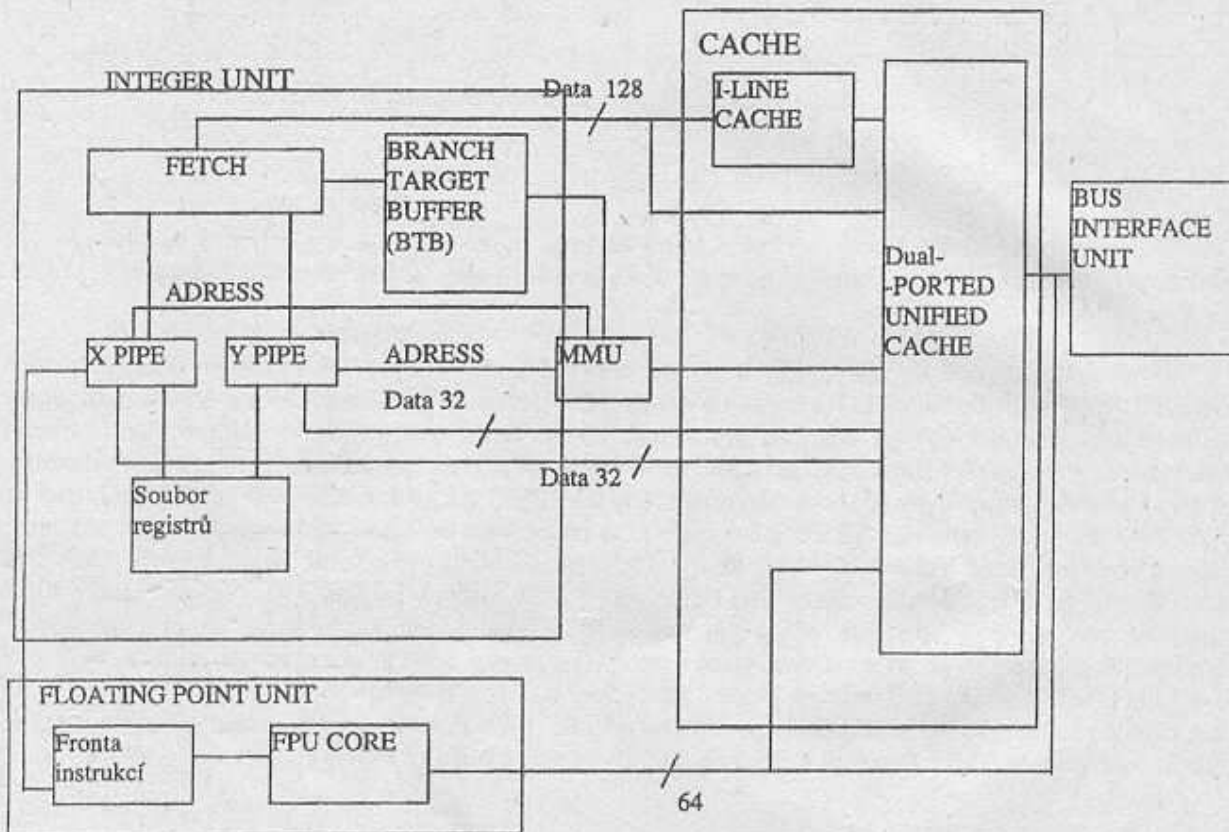 CACHE
INTEGER UNIT
Data 128
I-LINE
CACHE
FETCH
BRANCH
TARGET
BUFFER
(BTB)
BUS
INTERFACE
UNIT
Dual-
-PORTED
UNIFIED
CACHE
ADRESS
X PIPE
Y PIPE
ADRESS
MMU
Data 32
Data 32
Soubor
registrů
FLOATING POINT UNIT
Fronta
instrukcí
FPU CORE
64